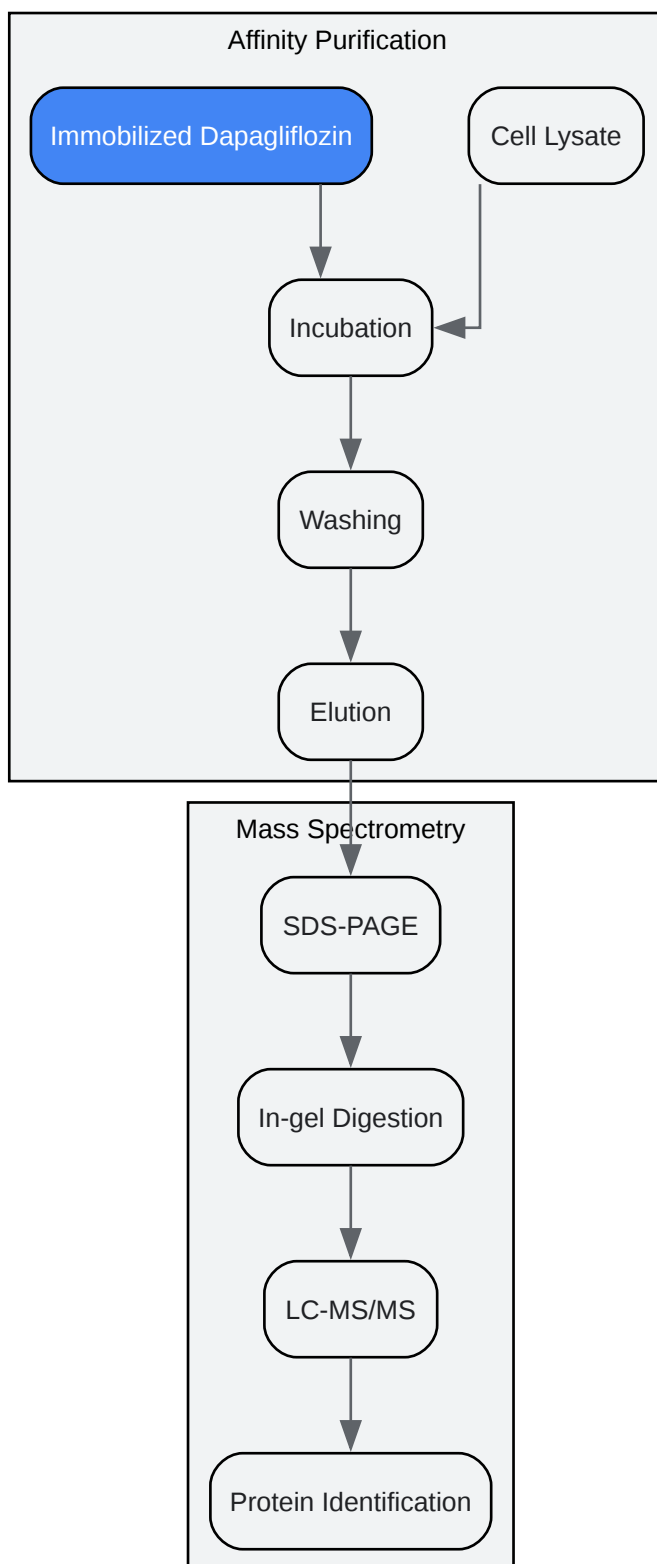 Affinity Purification
Immobilized Dapagliflozin
Cell Lysate
Incubation
Washing
Elution
Mass Spectrometry
SDS-PAGE
In-gel Digestion
LC-MS/MS
Protein Identification